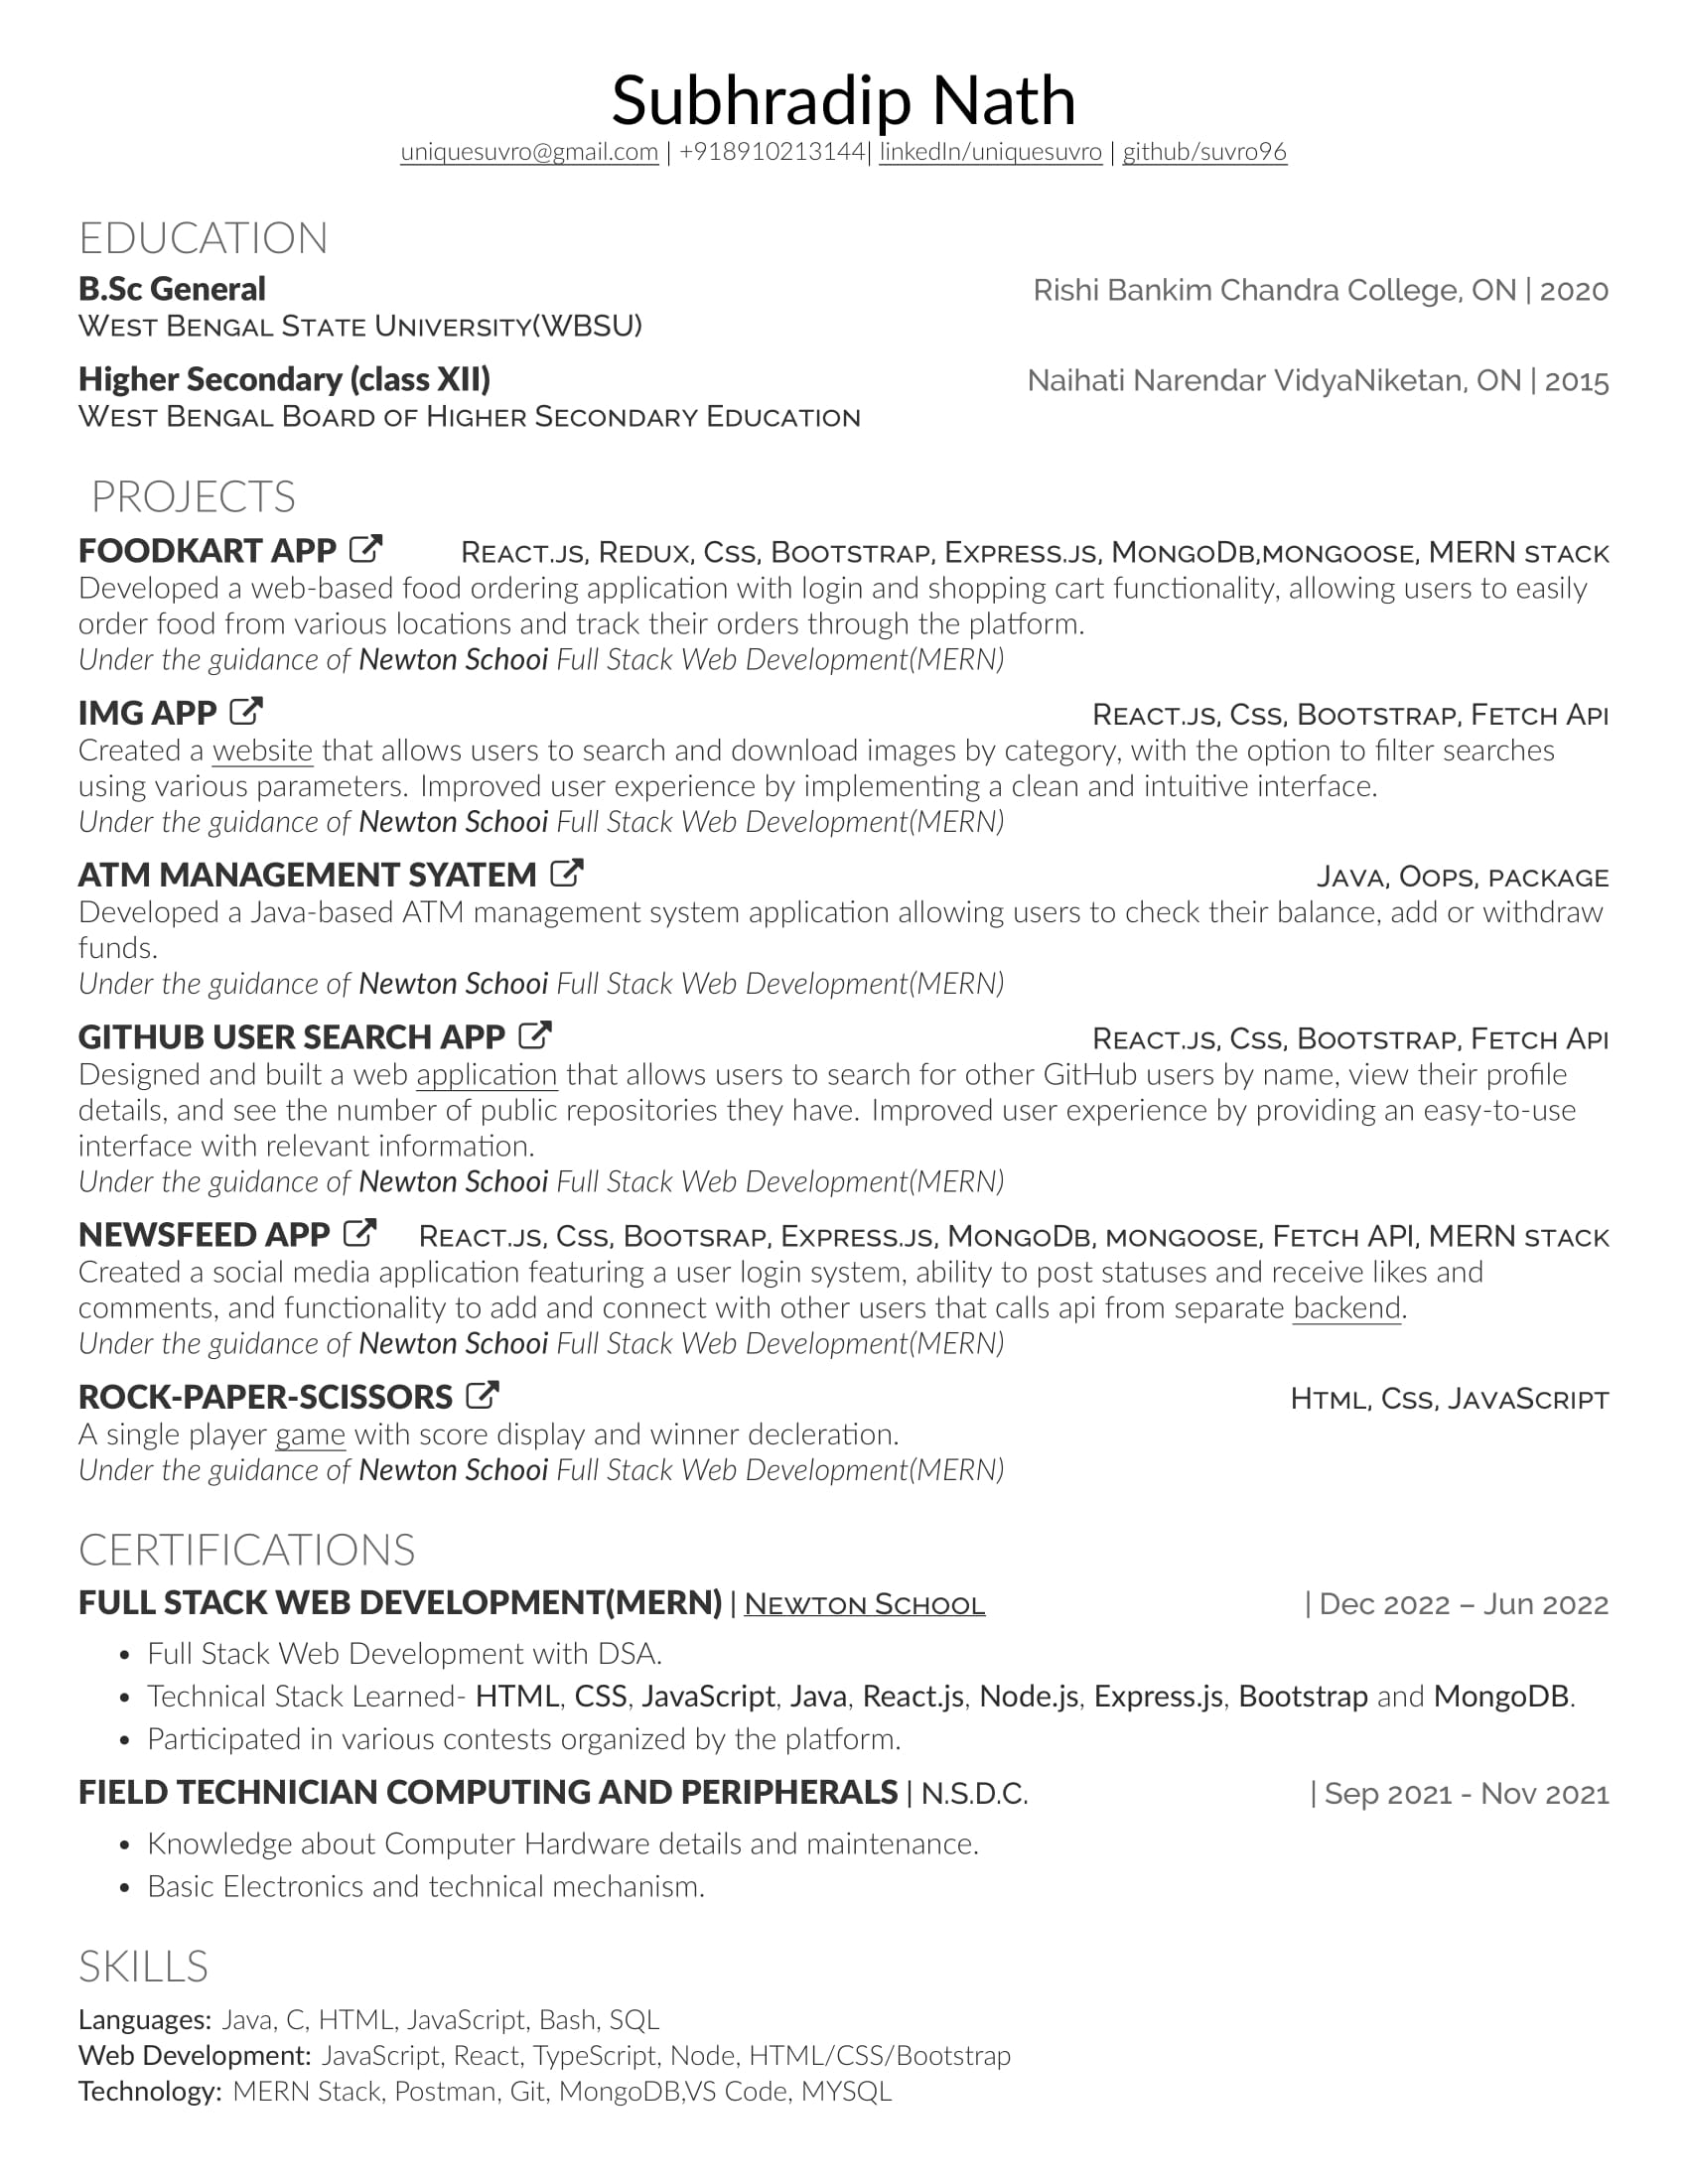 Subhradip Nath
uniquesuvro@gmail.com | +918910213144| linkedIn/uniquesuvro | github/suvro96
EDUCATION
B.Sc General Rishi Bankim Chandra College, ON | 2020
West Bengal State University(WBSU)
Higher Secondary (class XII) Naihati Narendar VidyaNiketan, ON | 2015
West Bengal Board of Higher Secondary Education
PROJECTS
FOODKART APP React.js, Redux, Css, Bootstrap, Express.js, MongoDb,mongoose, MERN stack
Developed a web-based food ordering application with login and shopping cart functionality, allowing users to easily
order food from various locations and track their orders through the platform.
Under the guidance of Newton Schooi Full Stack Web Development(MERN)
IMG APP React.js, Css, Bootstrap, Fetch Api
Created a website that allows users to search and download images by category, with the option to filter searches
using various parameters. Improved user experience by implementing a clean and intuitive interface.
Under the guidance of Newton Schooi Full Stack Web Development(MERN)
ATM MANAGEMENT SYATEM Java, Oops, package
Developed a Java-based ATM management system application allowing users to check their balance, add or withdraw
funds.
Under the guidance of Newton Schooi Full Stack Web Development(MERN)
GITHUB USER SEARCH APP React.js, Css, Bootstrap, Fetch Api
Designed and built a web application that allows users to search for other GitHub users by name, view their profile
details, and see the number of public repositories they have. Improved user experience by providing an easy-to-use
interface with relevant information.
Under the guidance of Newton Schooi Full Stack Web Development(MERN)
NEWSFEED APP React.js, Css, Bootsrap, Express.js, MongoDb, mongoose, Fetch API, MERN stack
Created a social media application featuring a user login system, ability to post statuses and receive likes and
comments, and functionality to add and connect with other users that calls api from separate backend.
Under the guidance of Newton Schooi Full Stack Web Development(MERN)
ROCK-PAPER-SCISSORS Html, Css, JavaScript
A single player game with score display and winner decleration.
Under the guidance of Newton Schooi Full Stack Web Development(MERN)
CERTIFICATIONS
FULL STACK WEB DEVELOPMENT(MERN) | Newton School | Dec 2022 – Jun 2022
• Full Stack Web Development with DSA.
• Technical Stack Learned- HTML, CSS, JavaScript, Java, React.js, Node.js, Express.js, Bootstrap and MongoDB.
• Participated in various contests organized by the platform.
FIELD TECHNICIAN COMPUTING AND PERIPHERALS | N.S.D.C. | Sep 2021 - Nov 2021
• Knowledge about Computer Hardware details and maintenance.
• Basic Electronics and technical mechanism.
SKILLS
Languages: Java, C, HTML, JavaScript, Bash, SQL
Web Development: JavaScript, React, TypeScript, Node, HTML/CSS/Bootstrap
Technology: MERN Stack, Postman, Git, MongoDB,VS Code, MYSQL